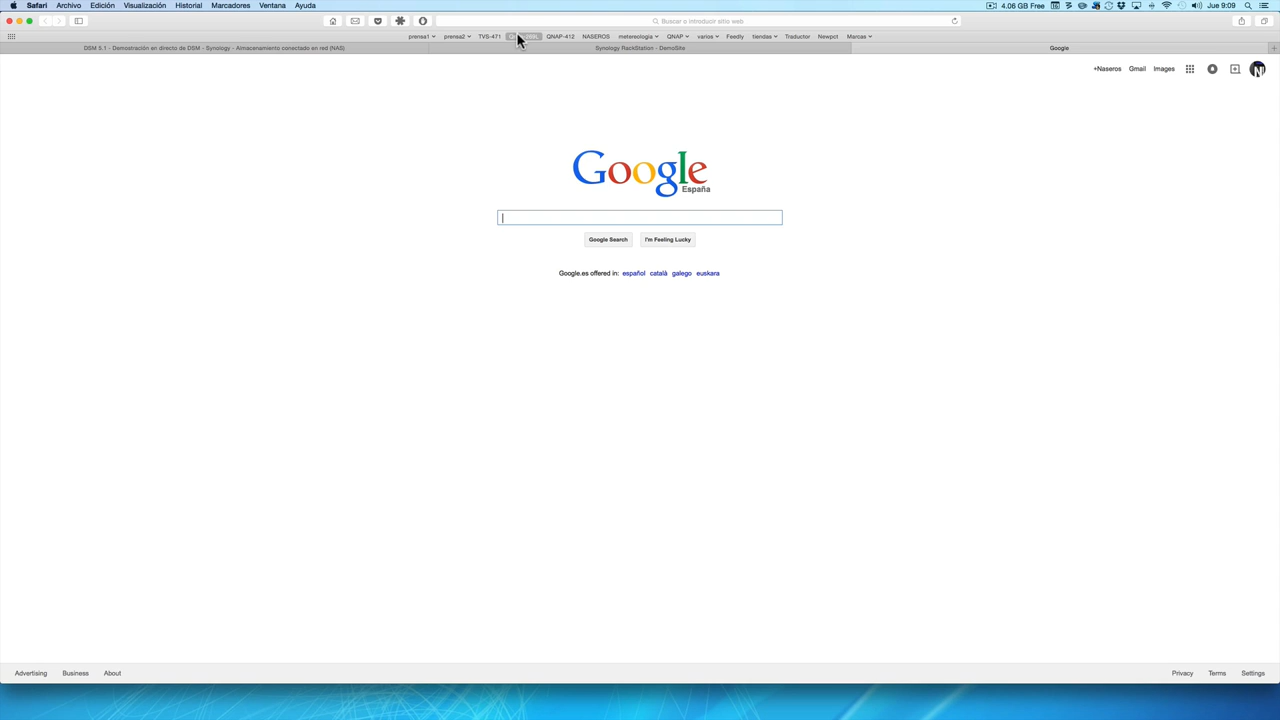 Safari Archivo Edición Visualización Historial Marcadores Ventana Ayuda 4.06 GB Free Jue 9:09
Buscar o introducir sitio web
prensa1 prensa2 TVS-471 QNAP-412 NASEROS metereologia QNAP varios Feedly tiendas Traductor Newpct Marcas
DSM 5.1 - Demostración en directo de DSM - Synology - Almacenamiento conectado en red (NAS) Synology RackStation - DemoSite Google
+Naseros Gmail Images
Google
España
Google Search I'm Feeling Lucky
Google.es offered in: español català galego euskara
Advertising Business About Privacy Terms Settings